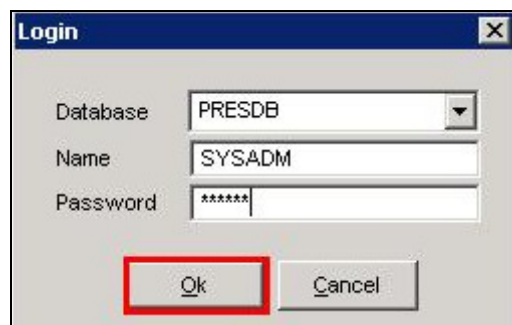 Login
Database PRESDB
Name SYSADM
Password ******
Ok Cancel